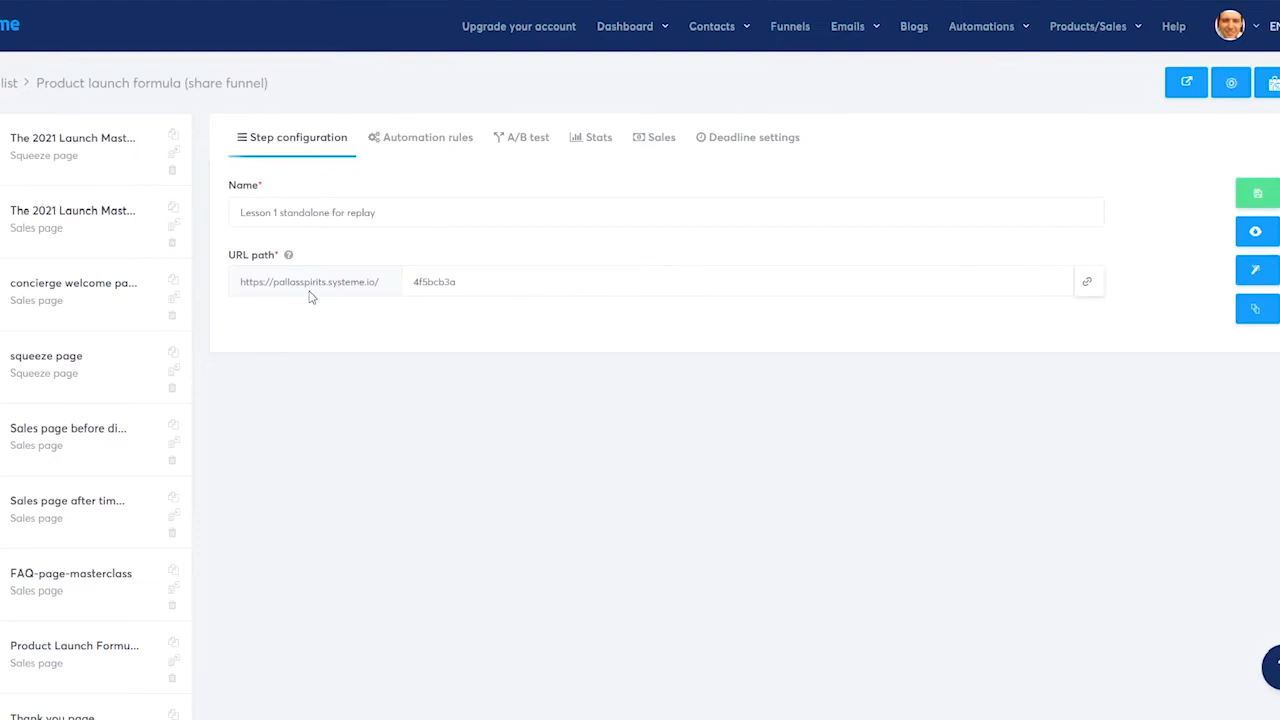 me Upgrade your account Dashboard Contacts Funnels Emails Blogs Automations Products/Sales Help EN
list > Product launch formula (share funnel)
The 2021 Launch Mast...
Squeeze page
The 2021 Launch Mast...
Sales page
concierge welcome pa...
Sales page
squeeze page
Squeeze page
Sales page before di...
Sales page
Sales page after tim...
Sales page
FAQ-page-masterclass
Sales page
Product Launch Formu...
Sales page
Thank you page
Step configuration Automation rules A/B test Stats Sales Deadline settings
Name*
Lesson 1 standalone for replay
URL path* ?
https://pallasspirits.systeme.io/ 4f5bcb3a